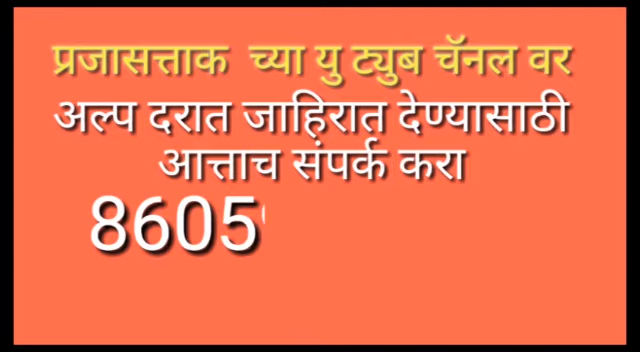 प्रजासत्ताक च्या यु ट्युब चॅनल वर
अल्प दरात जाहिरात देण्यासाठी
आत्ताच संपर्क करा
8605